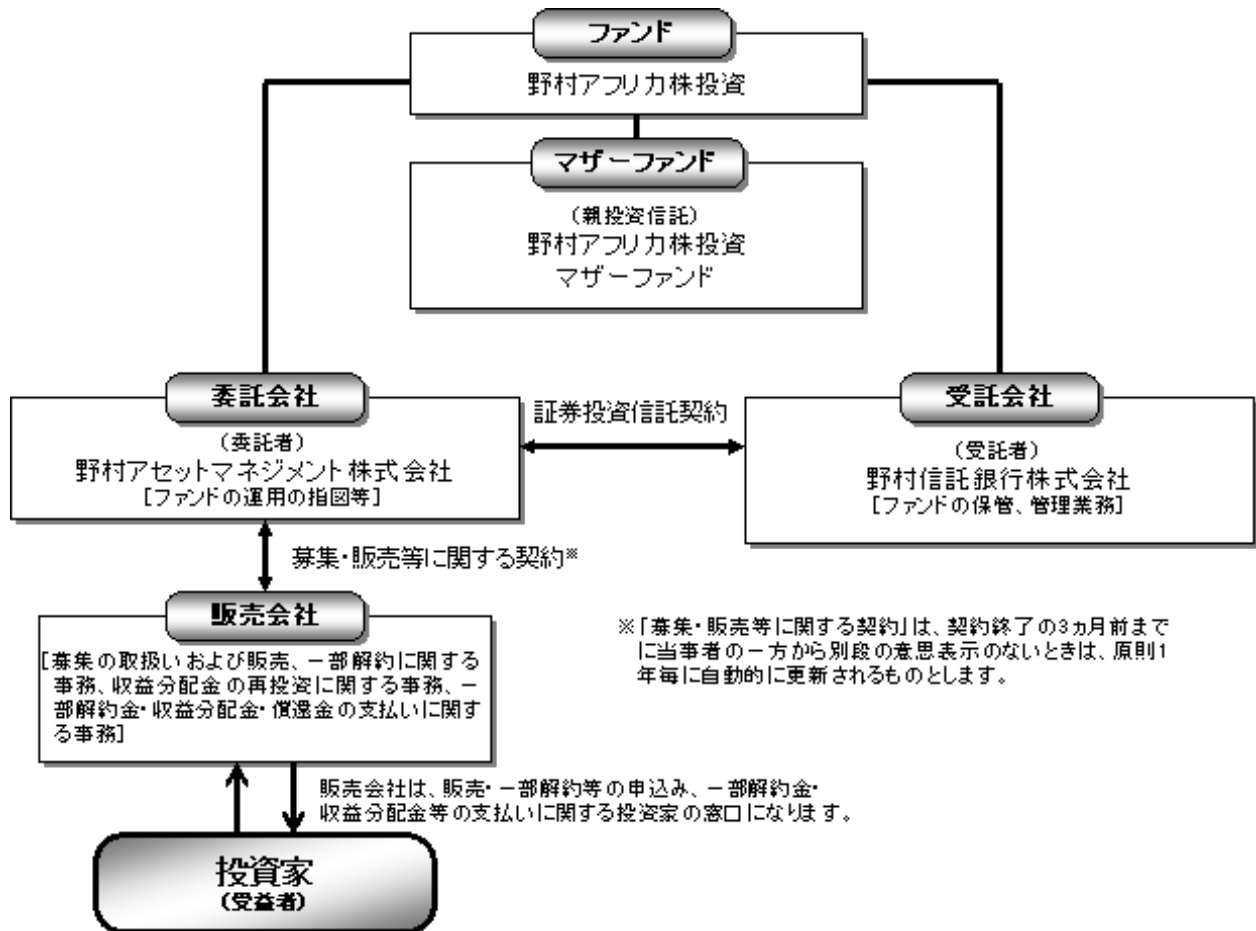 ファンド
野村アフリカ株投資
マザーファンド
（親投資信託）
野村アフリカ株投資
マザーファンド
委託会社
（委託者）
野村アセットマネジメント株式会社
［ファンドの運用の指図等］
証券投資信託契約
受託会社
（受託者）
野村信託銀行株式会社
［ファンドの保管、管理業務］
募集・販売等に関する契約※
販売会社
［募集の取扱いおよび販売、一部解約に関する
事務、収益分配金の再投資に関する事務、一
部解約金・収益分配金・償還金の支払いに関す
る事務］
※「募集・販売等に関する契約」は、契約終了の3ヵ月前まで
に当事者の一方から別段の意思表示のないときは、原則1
年毎に自動的に更新されるものとします。
販売会社は、販売・一部解約等の申込み、一部解約金・
収益分配金等の支払いに関する投資家の窓口になります。
投資家
（受益者）